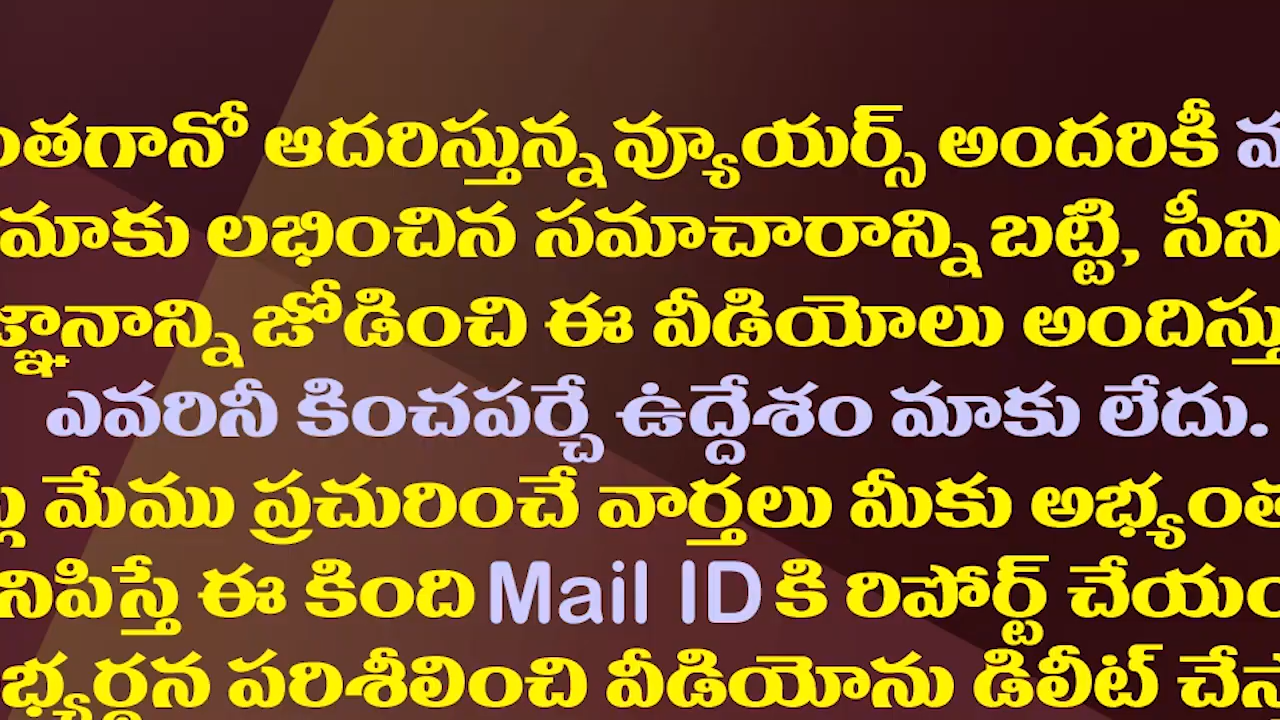 ంతగానో ఆదరిస్తున్న వ్యూయర్స్ అందరికీ
మాకు లభించిన సమాచారాన్ని బట్టి, సీని
జ్ఞానాన్ని జోడించి ఈ వీడియోలు అందిస్తు
ఎవరినీ కించపర్చే ఉద్దేశం మాకు లేదు.
మేము ప్రచురించే వార్తలు మీకు అభ్యంత
నిపిస్తే ఈ కింది Mail ID కి రిపోర్ట్ చేయం
భ్యర్థన పరిశీలించి వీడియోను డిలీట్ చేస